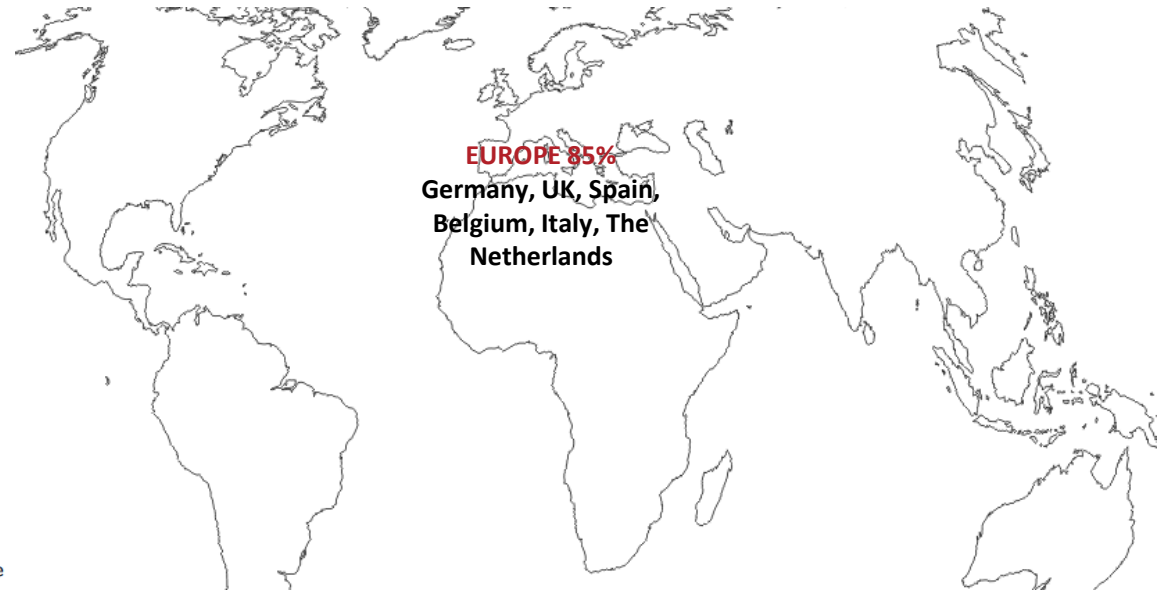 EUROPE 85%
Germany, UK, Spain,
Belgium, Italy, The
Netherlands
e